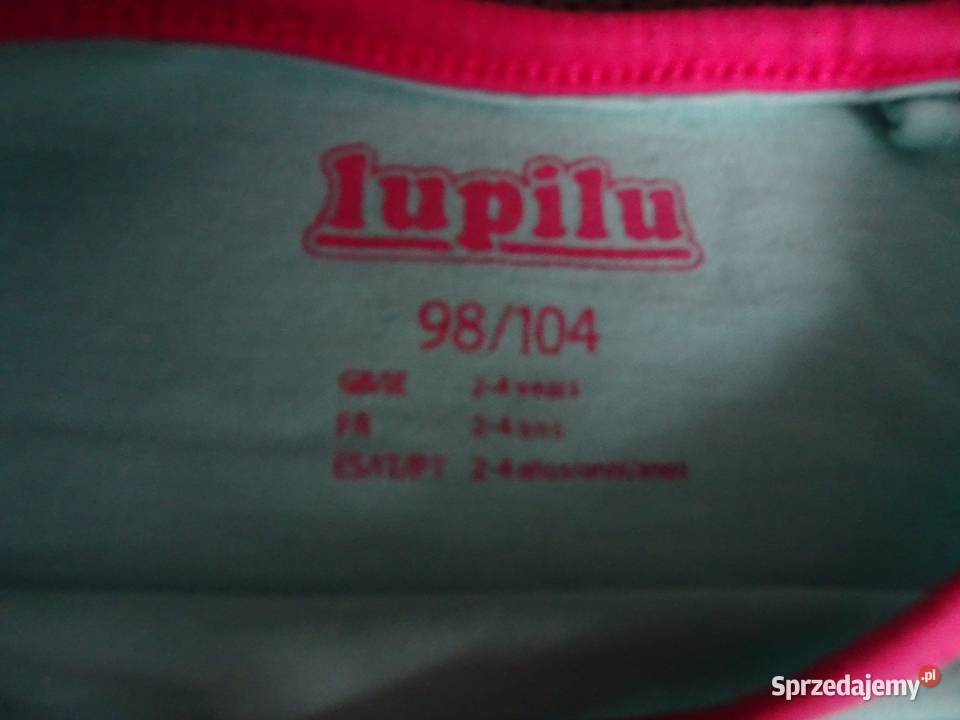 lupilu
98/104
GB/IE 2-4 years
FR 2-4 ans
ES/IT/PT 2-4 años/anni/anos
Sprzedajemy.pl